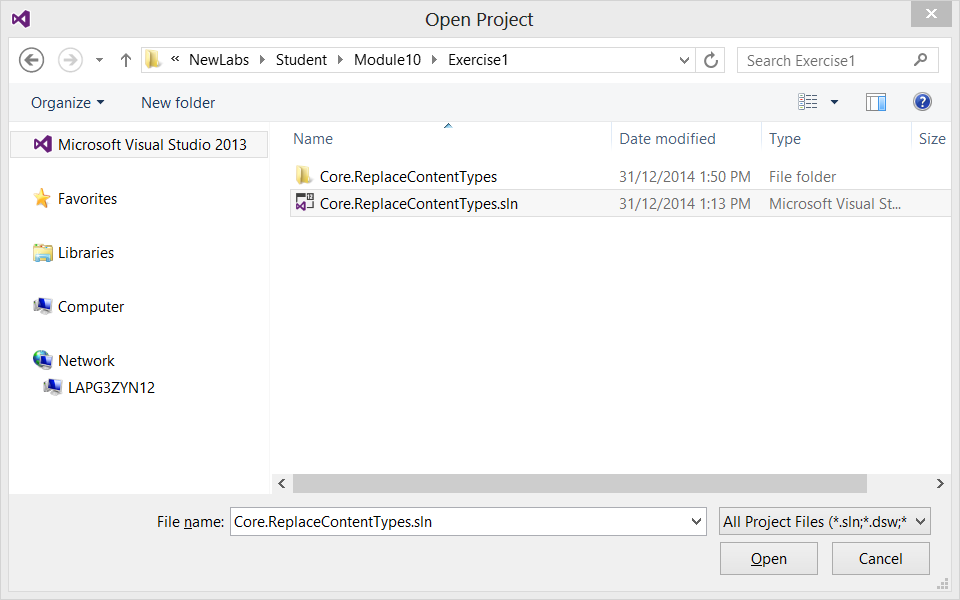 Open Project
« NewLabs Student Module10 Exercise1 Search Exercise1
Organize New folder
Microsoft Visual Studio 2013
Favorites
Libraries
Computer
Network
LAPG3ZYN12
Name Date modified Type Size
Core.ReplaceContentTypes 31/12/2014 1:50 PM File folder
Core.ReplaceContentTypes.sln 31/12/2014 1:13 PM Microsoft Visual St...
File name: Core.ReplaceContentTypes.sln All Project Files (*.sln;*.dsw;*
Open Cancel